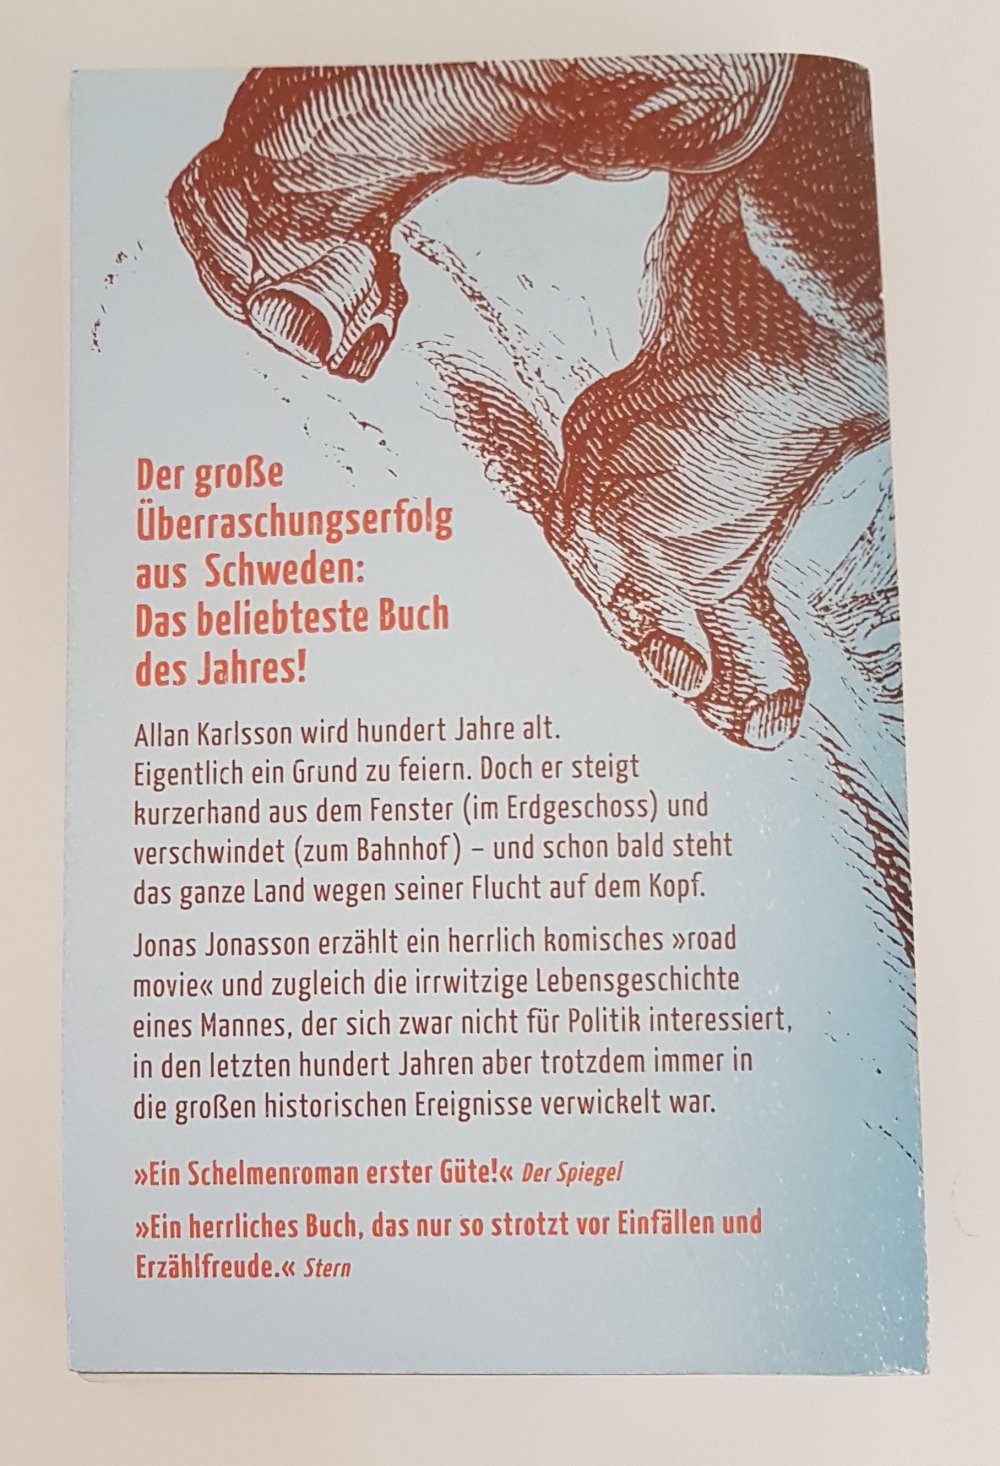 Der große
Überraschungserfolg
aus Schweden:
Das beliebteste Buch
des Jahres!
Allan Karlsson wird hundert Jahre alt.
Eigentlich ein Grund zu feiern. Doch er steigt
kurzerhand aus dem Fenster (im Erdgeschoss) und
verschwindet (zum Bahnhof) – und schon bald steht
das ganze Land wegen seiner Flucht auf dem Kopf.
Jonas Jonasson erzählt ein herrlich komisches »road
movie« und zugleich die irrwitzige Lebensgeschichte
eines Mannes, der sich zwar nicht für Politik interessiert,
in den letzten hundert Jahren aber trotzdem immer in
die großen historischen Ereignisse verwickelt war.
»Ein Schelmenroman erster Güte!« Der Spiegel
»Ein herrliches Buch, das nur so strotzt vor Einfällen und
Erzählfreude.« Stern